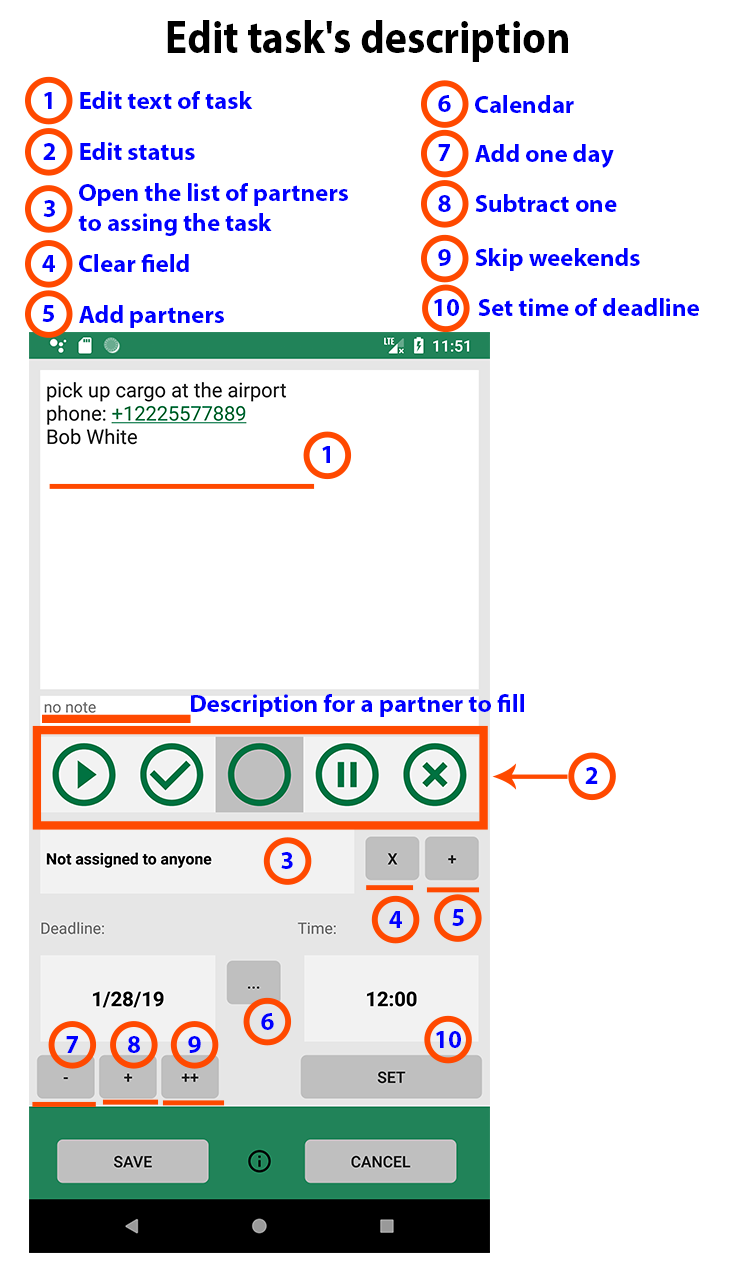 Edit task's description
1 Edit text of task
2 Edit status
3 Open the list of partners
to assing the task
4 Clear field
5 Add partners
6 Calendar
7 Add one day
8 Subtract one
9 Skip weekends
10 Set time of deadline
LTE 11:51
pick up cargo at the airport
phone: +12225577889
Bob White
1
no note Description for a partner to fill
2
Not assigned to anyone 3 X +
4 5
Deadline: Time:
1/28/19 ... 12:00
6
7 8 9 10
- + ++ SET
SAVE CANCEL